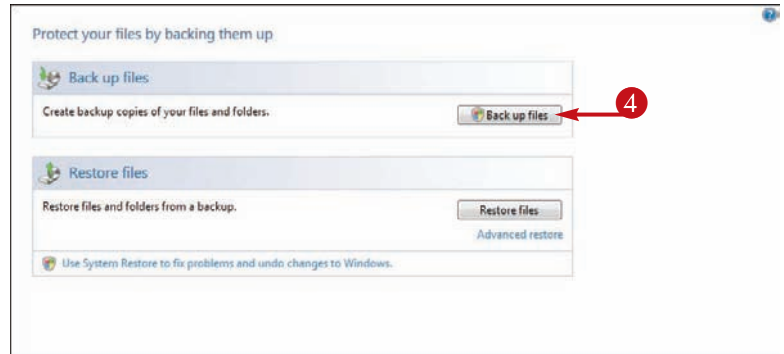 Protect your files by backing them up
Back up files
Create backup copies of your files and folders.
Back up files
4
Restore files
Restore files and folders from a backup.
Restore files
Advanced restore
Use System Restore to fix problems and undo changes to Windows.